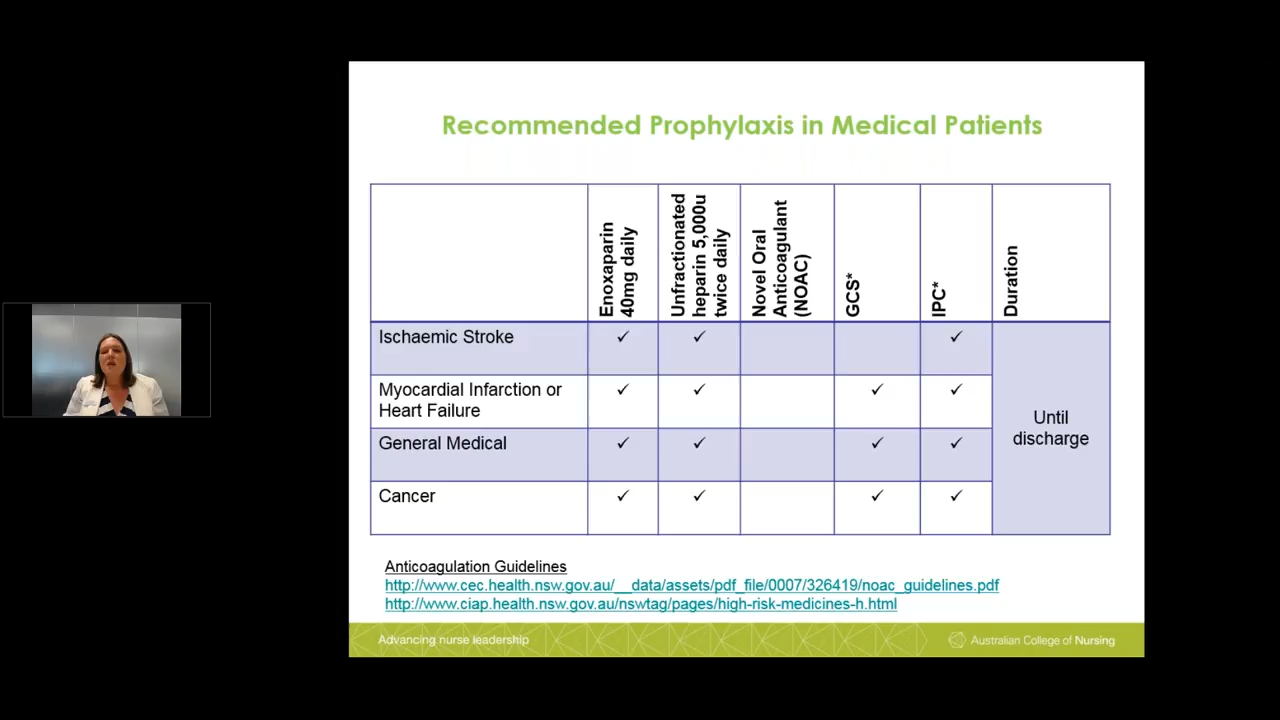 Recommended Prophylaxis in Medical Patients
Enoxaparin
40mg daily
Unfractionated
heparin 5,000u
twice daily
Novel Oral
Anticoagulant
(NOAC)
GCS*
IPC*
Duration
Ischaemic Stroke ✓ ✓ ✓
Myocardial Infarction or
Heart Failure ✓ ✓ ✓ ✓
General Medical ✓ ✓ ✓ ✓
Cancer ✓ ✓ ✓ ✓
Until
discharge
Anticoagulation Guidelines
http://www.cec.health.nsw.gov.au/__data/assets/pdf_file/0007/326419/noac_guidelines.pdf
http://www.ciap.health.nsw.gov.au/nswtag/pages/high-risk-medicines-h.html
Advancing nurse leadership
Australian College of Nursing